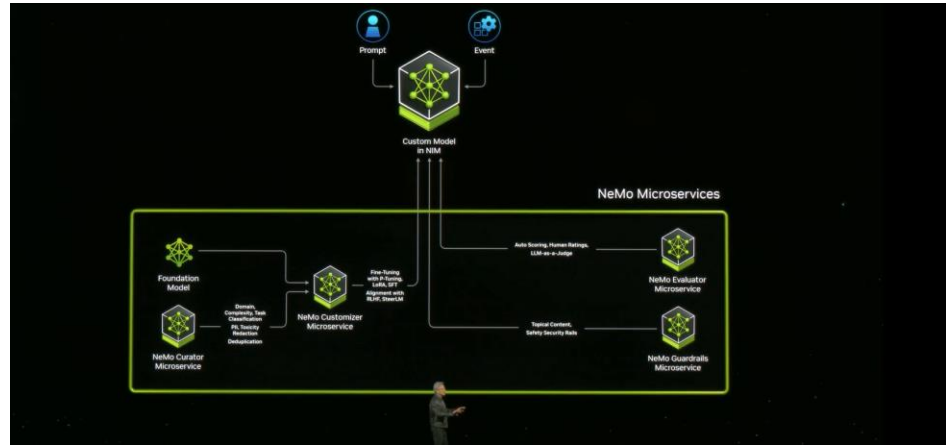 Prompt
Event
Custom Model
in NIM
NeMo Microservices
Foundation
Model
Domain,
Complexity, Task
Classification
PII, Toxicity
Redaction
Deduplication
NeMo Curator
Microservice
NeMo Customizer
Microservice
Fine-Tuning
with P-Tuning,
LoRA, SFT
Alignment with
RLHF, SteerLM
Auto Scoring, Human Ratings,
LLM-as-a-Judge
NeMo Evaluator
Microservice
Topical Content,
Safety Security Rails
NeMo Guardrails
Microservice